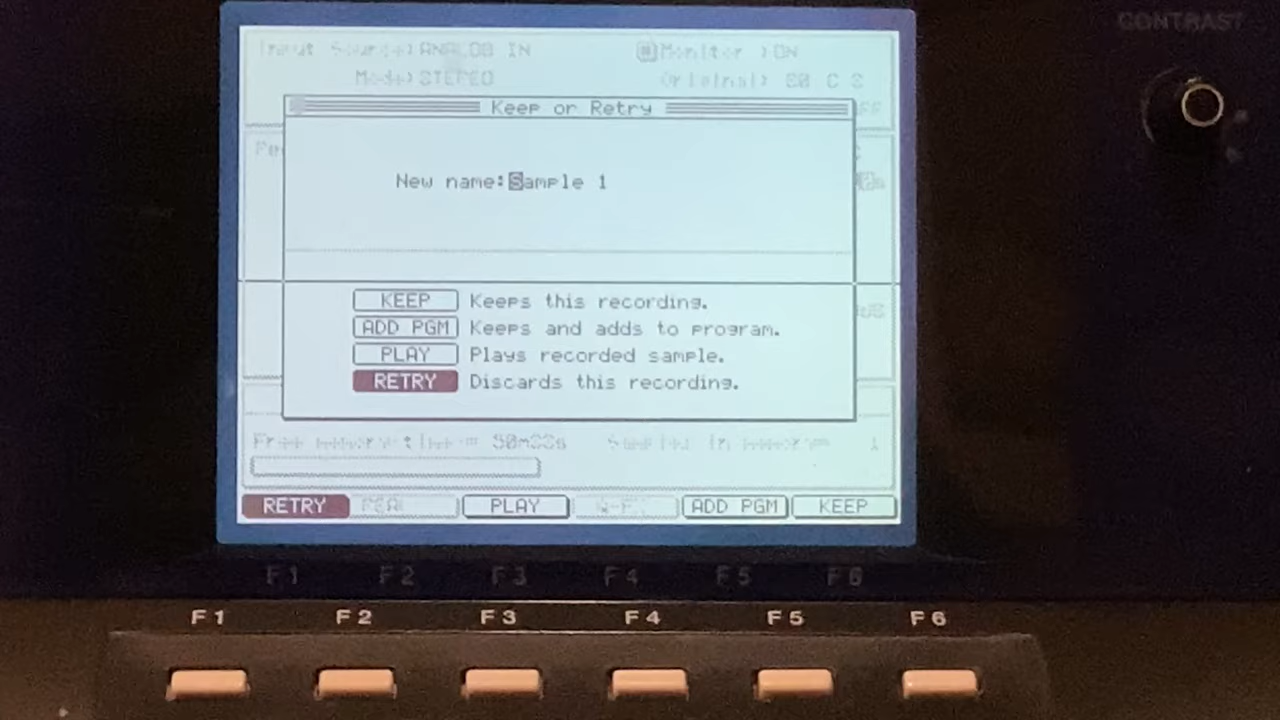 CONTRAST
Input Source: ANALOG IN
Monitor : ON
Mode: STEREO
Keep or Retry
New name:Sample 1
KEEP Keeps this recording.
ADD PGM Keeps and adds to program.
PLAY Plays recorded sample.
RETRY Discards this recording.
RETRY PLAY ADD PGM KEEP
F1 F2 F3 F4 F5 F6
F1 F2 F3 F4 F5 F6